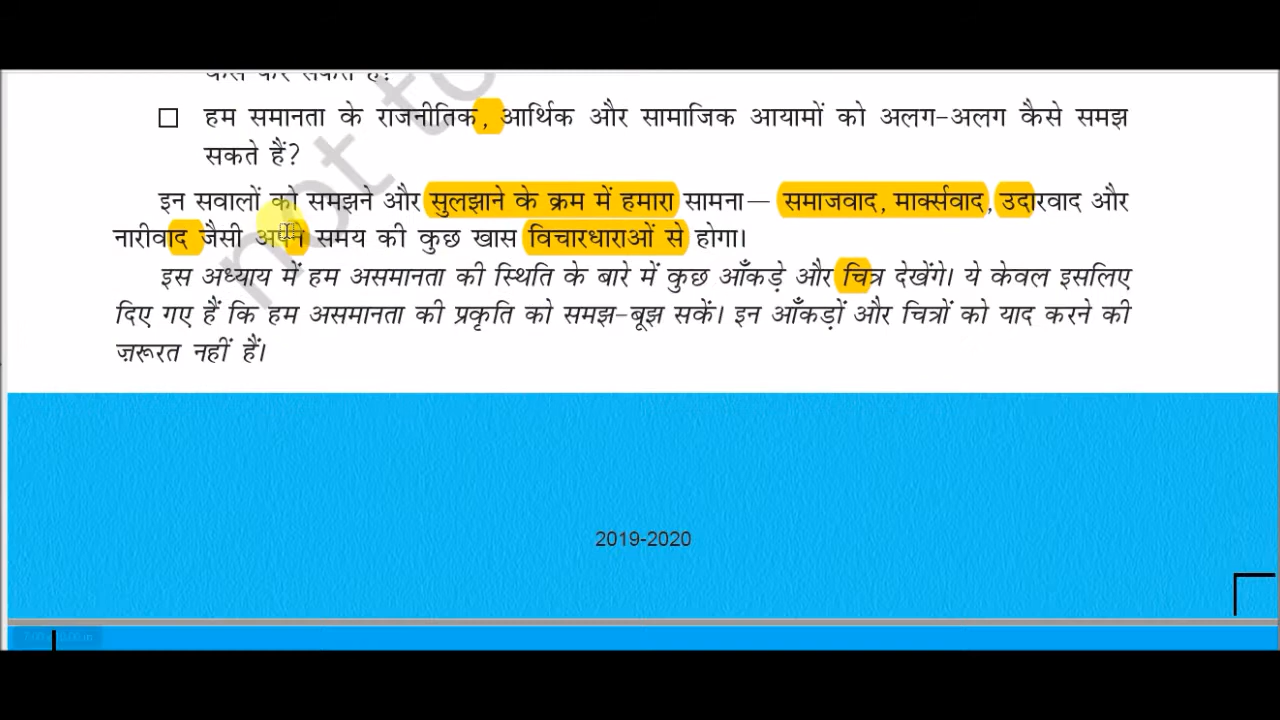 ☐ हम समानता के राजनीतिक, आर्थिक और सामाजिक आयामों को अलग-अलग कैसे समझ
सकते हैं?
इन सवालों को समझने और सुलझाने के क्रम में हमारा सामना— समाजवाद, मार्क्सवाद, उदारवाद और
नारीवाद जैसी अपने समय की कुछ खास विचारधाराओं से होगा।
इस अध्याय में हम असमानता की स्थिति के बारे में कुछ आँकड़े और चित्र देखेंगे। ये केवल इसलिए
दिए गए हैं कि हम असमानता की प्रकृति को समझ-बूझ सकें। इन आँकड़ों और चित्रों को याद करने की
ज़रूरत नहीं हैं।
not to
2019-2020